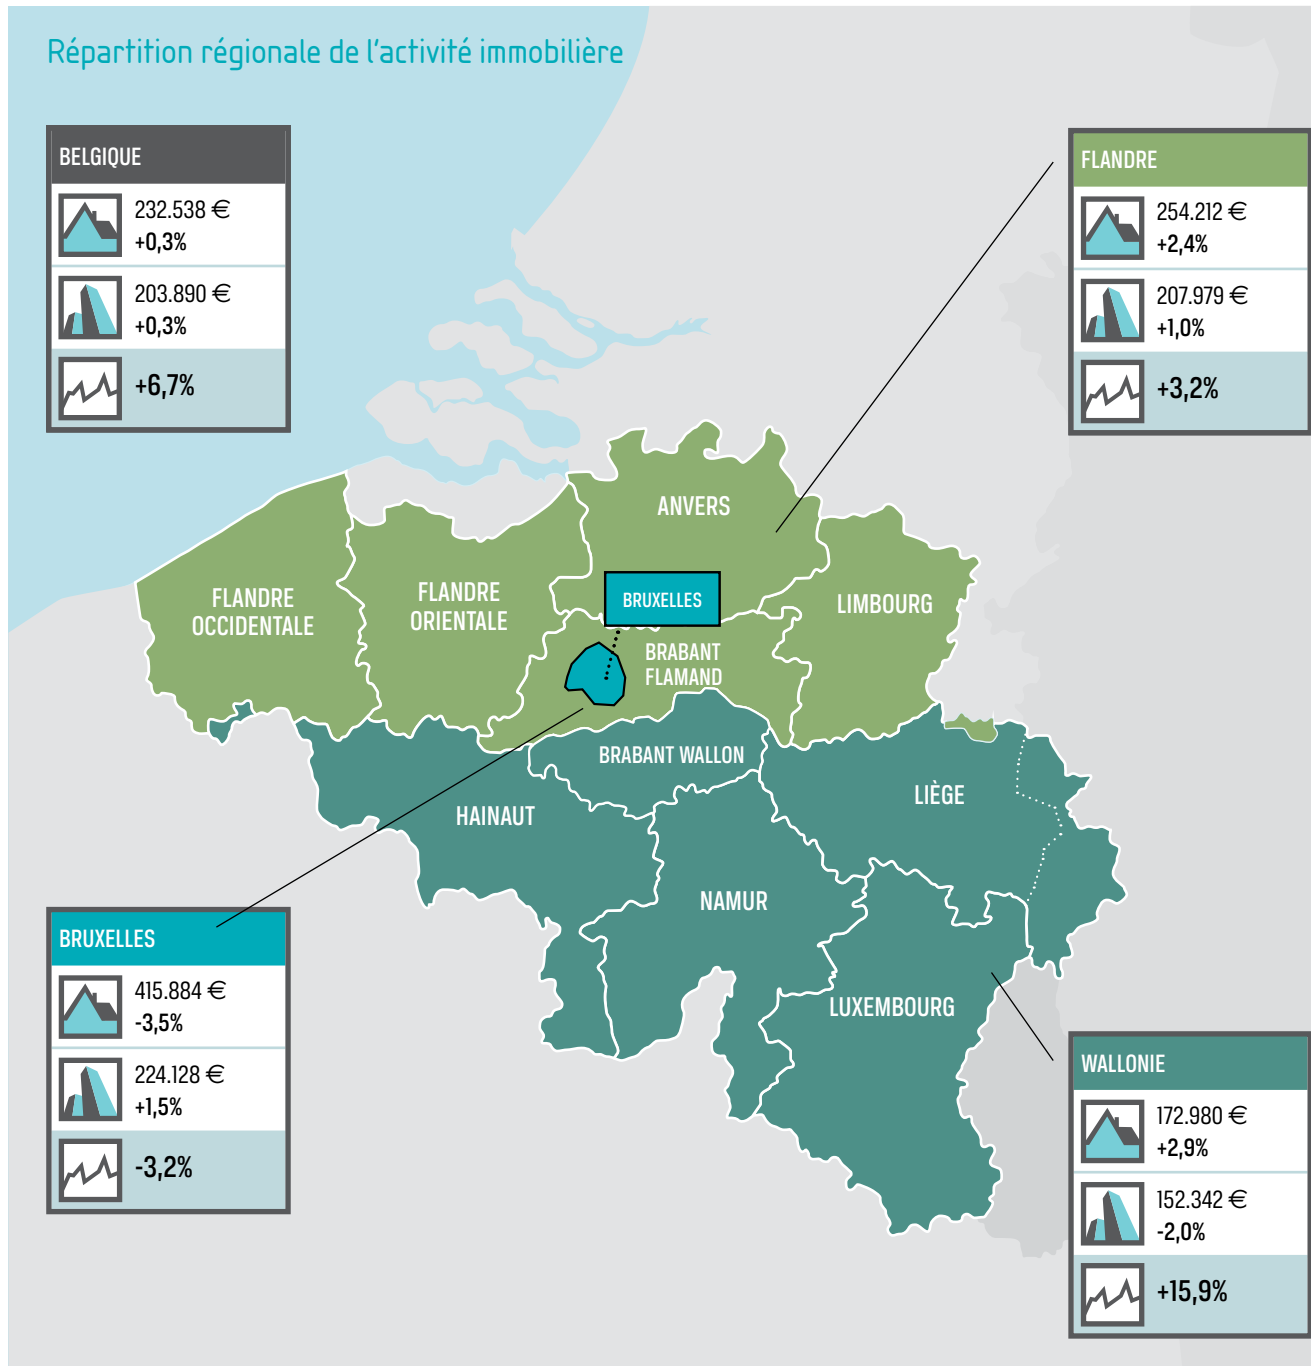 Répartition régionale de l'activité immobilière
BELGIQUE
232.538 €
+0,3%
203.890 €
+0,3%
+6,7%
FLANDRE
254.212 €
+2,4%
207.979 €
+1,0%
+3,2%
ANVERS
FLANDRE
OCCIDENTALE
FLANDRE
ORIENTALE
BRUXELLES
LIMBOURG
BRABANT
FLAMAND
BRABANT WALLON
HAINAUT
LIÈGE
NAMUR
LUXEMBOURG
BRUXELLES
415.884 €
-3,5%
224.128 €
+1,5%
-3,2%
WALLONIE
172.980 €
+2,9%
152.342 €
-2,0%
+15,9%